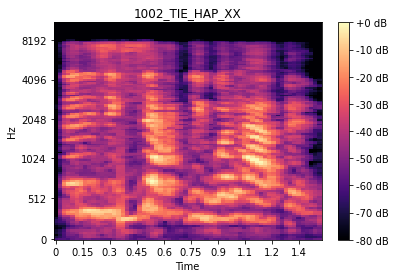 1002_TIE_HAP_XX
+0 dB
8192
-10 dB
4096
-20 dB
-30 dB
2048
Hz
-40 dB
1024
-50 dB
512
-60 dB
-70 dB
0
-80 dB
0 0.15 0.3 0.45 0.6 0.75 0.9 1.1 1.2 1.4
Time